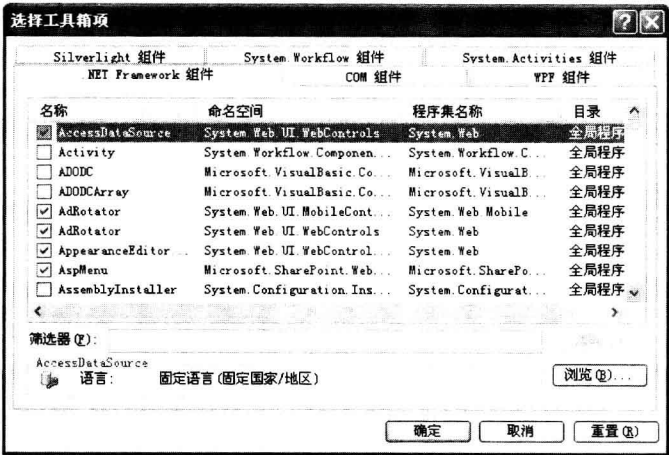 选择工具箱项
Silverlight 组件 System.Workflow 组件 System.Activities 组件
.NET Framework 组件 COM 组件 WPF 组件
名称 命名空间 程序集名称 目录
AccessDataSource System.Web.UI.WebControls System.Web 全局程序
Activity System.Workflow.Componen... System.Workflow.C... 全局程序
ADODC Microsoft.VisualBasic.Co... Microsoft.VisualB... 全局程序
ADODCArray Microsoft.VisualBasic.Co... Microsoft.VisualB... 全局程序
AdRotator System.Web.UI.MobileCont... System.Web.Mobile 全局程序
AdRotator System.Web.UI.WebControls System.Web 全局程序
AppearanceEditor... System.Web.UI.WebControl... System.Web 全局程序
AspMenu Microsoft.SharePoint.Web... Microsoft.SharePo... 全局程序
AssemblyInstaller System.Configuration.Ins... System.Configurat... 全局程序
筛选器(F):
AccessDataSource
语言: 固定语言(固定国家/地区)
浏览(B)...
确定 取消 重置(R)